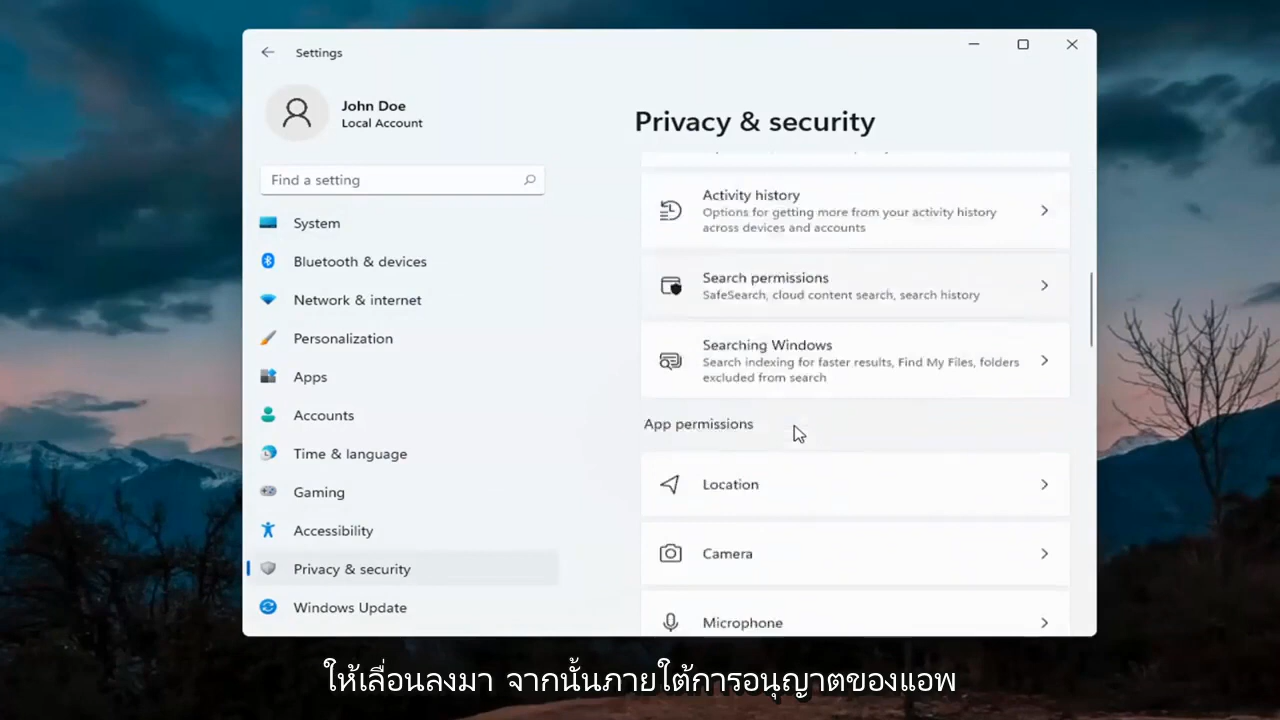 Settings
John Doe
Local Account
Find a setting
System
Bluetooth & devices
Network & internet
Personalization
Apps
Accounts
Time & language
Gaming
Accessibility
Privacy & security
Windows Update
Privacy & security
Activity history
Options for getting more from your activity history
across devices and accounts
Search permissions
SafeSearch, cloud content search, search history
Searching Windows
Search indexing for faster results, Find My Files, folders
excluded from search
App permissions
Location
Camera
Microphone
ให้เลื่อนลงมา จากนั้นภายใต้การอนุญาตของแอพ